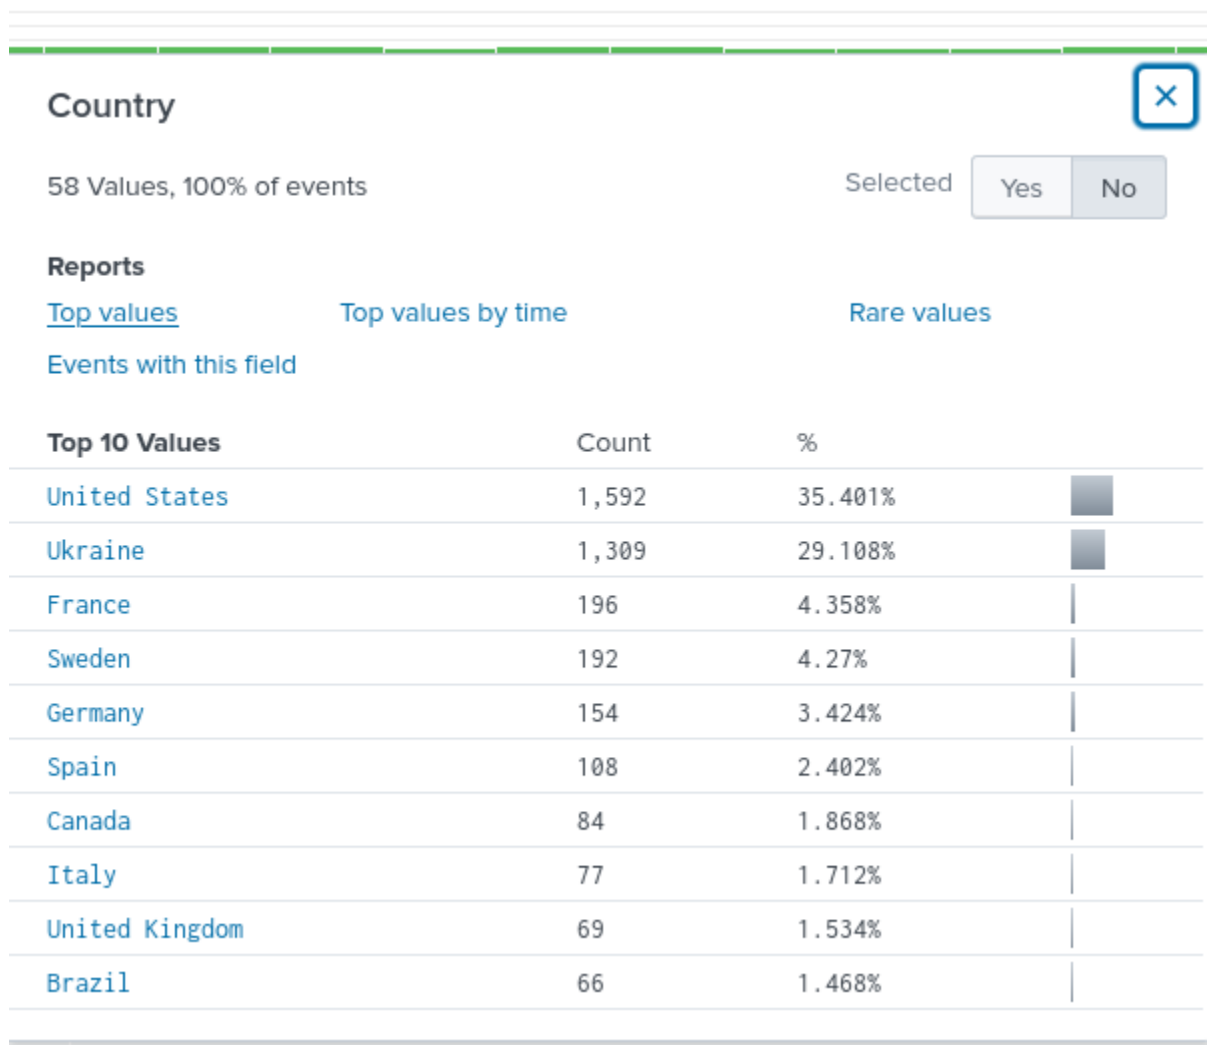 Country
58 Values, 100% of events
Selected Yes No
Reports
Top values Top values by time Rare values
Events with this field
Top 10 Values Count %
United States 1,592 35.401%
Ukraine 1,309 29.108%
France 196 4.358%
Sweden 192 4.27%
Germany 154 3.424%
Spain 108 2.402%
Canada 84 1.868%
Italy 77 1.712%
United Kingdom 69 1.534%
Brazil 66 1.468%